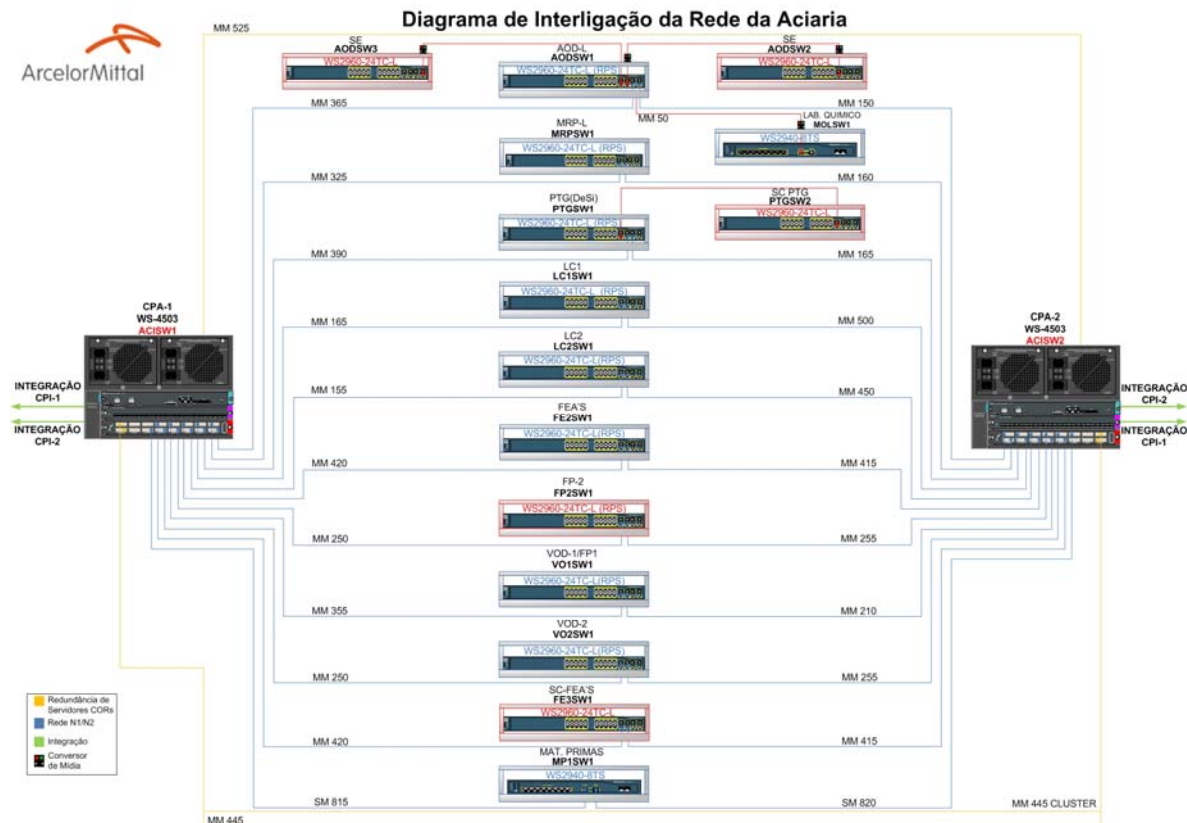 Diagrama de Interligação da Rede da Aciaria
ArcelorMittal
MM 525
SE
AODSW3
WS2960-24TC-L
AOD-L
AODSW1
WS2960-24TC-L (RPS)
SE
AODSW2
WS2960-24TC-L
MM 365
MM 50
MM 150
LAB. QUIMICO
MOLSW1
WS2940-8TS
MRP-L
MRPSW1
WS2960-24TC-L (RPS)
MM 325
MM 160
PTG(DeSi)
PTGSW1
WS2960-24TC-L (RPS)
SC PTG
PTGSW2
WS2960-24TC-L
MM 390
MM 165
LC1
LC1SW1
WS2960-24TC-L (RPS)
MM 165
MM 500
CPA-1
WS-4503
ACISW1
CPA-2
WS-4503
ACISW2
LC2
LC2SW1
WS2960-24TC-L(RPS)
MM 155
MM 450
INTEGRAÇÃO
CPI-1
INTEGRAÇÃO
CPI-2
INTEGRAÇÃO
CPI-2
INTEGRAÇÃO
CPI-1
FEA'S
FE2SW1
WS2960-24TC-L(RPS)
MM 420
MM 415
FP-2
FP2SW1
WS2960-24TC-L (RPS)
MM 250
MM 255
VOD-1/FP1
VO1SW1
WS2960-24TC-L(RPS)
MM 355
MM 210
VOD-2
VO2SW1
WS2960-24TC-L(RPS)
MM 250
MM 255
SC-FEA'S
FE3SW1
WS2960-24TC-L
MM 420
MM 415
MAT. PRIMAS
MP1SW1
WS2940-8TS
SM 815
SM 820
MM 445 CLUSTER
MM 445
Redundância de
Servidores CORs
Rede N1/N2
Integração
Conversor
de Mídia